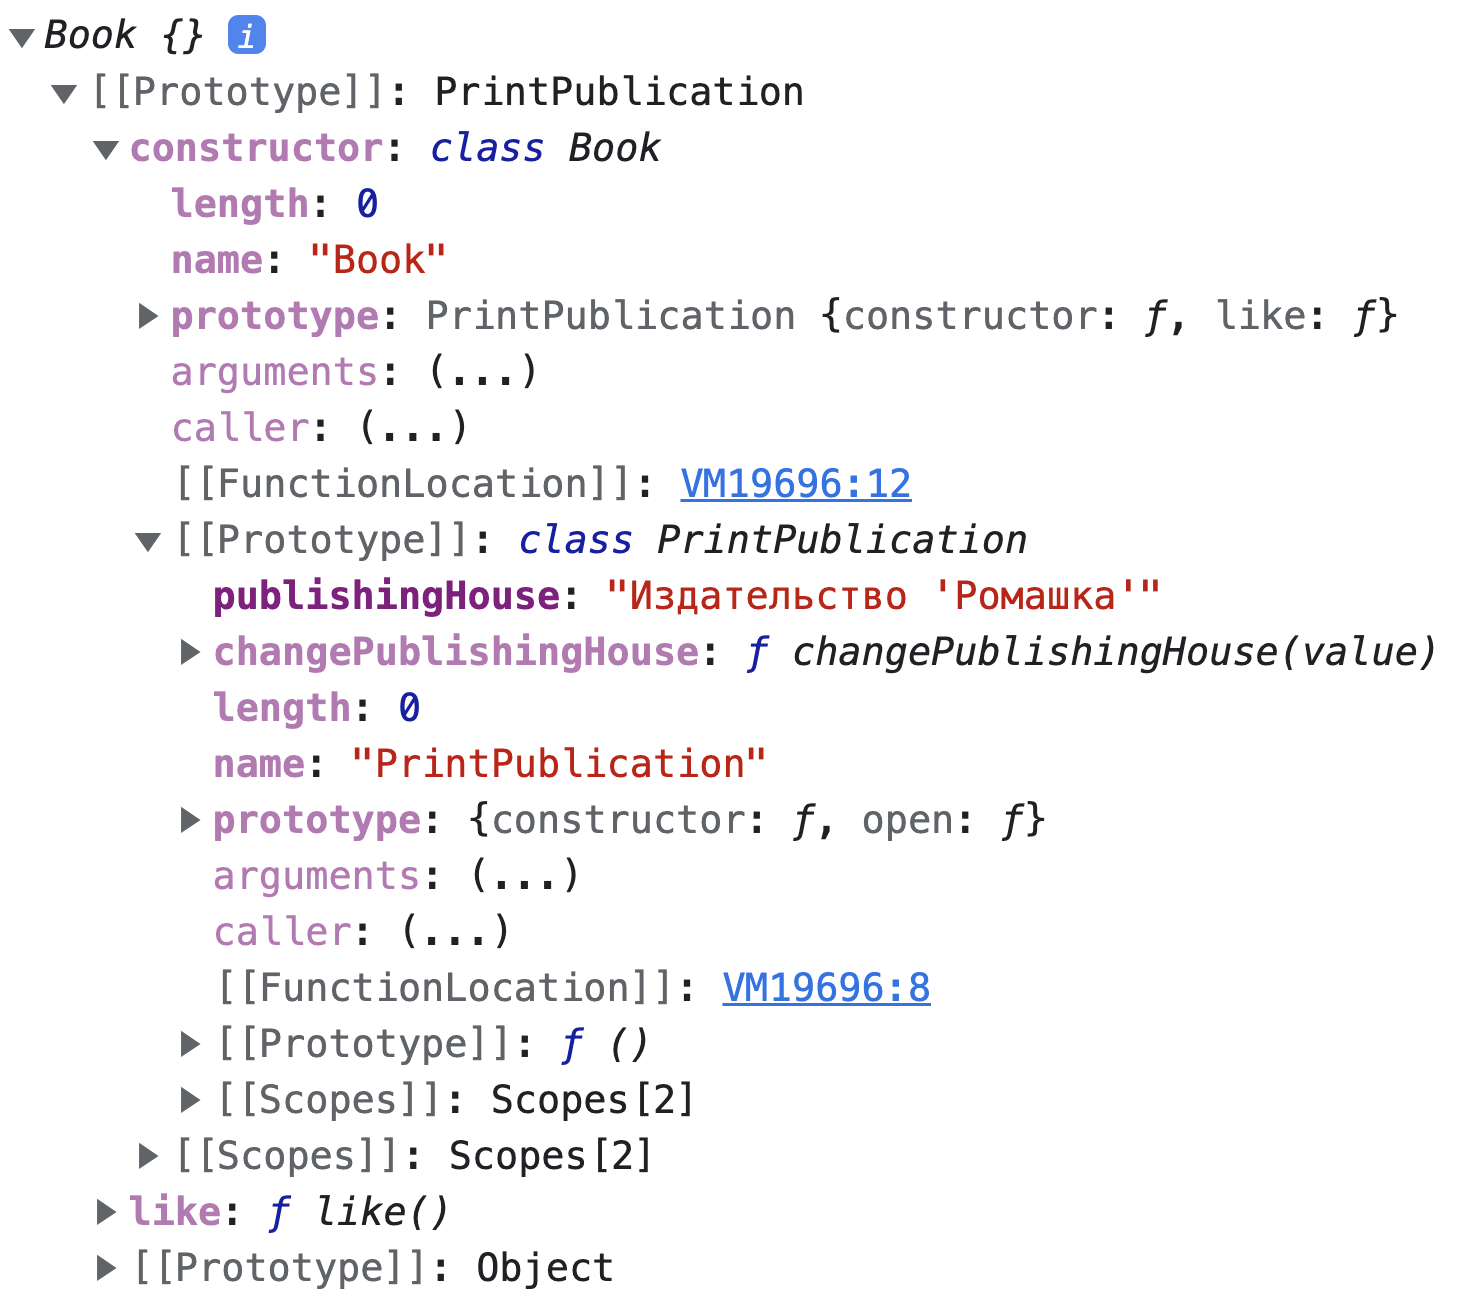 Book {} i
[[Prototype]]: PrintPublication
constructor: class Book
length: 0
name: "Book"
prototype: PrintPublication {constructor: ƒ, like: ƒ}
arguments: (...)
caller: (...)
[[FunctionLocation]]: VM19696:12
[[Prototype]]: class PrintPublication
publishingHouse: "Издательство 'Ромашка'"
changePublishingHouse: ƒ changePublishingHouse(value)
length: 0
name: "PrintPublication"
prototype: {constructor: ƒ, open: ƒ}
arguments: (...)
caller: (...)
[[FunctionLocation]]: VM19696:8
[[Prototype]]: ƒ ()
[[Scopes]]: Scopes[2]
[[Scopes]]: Scopes[2]
like: ƒ like()
[[Prototype]]: Object